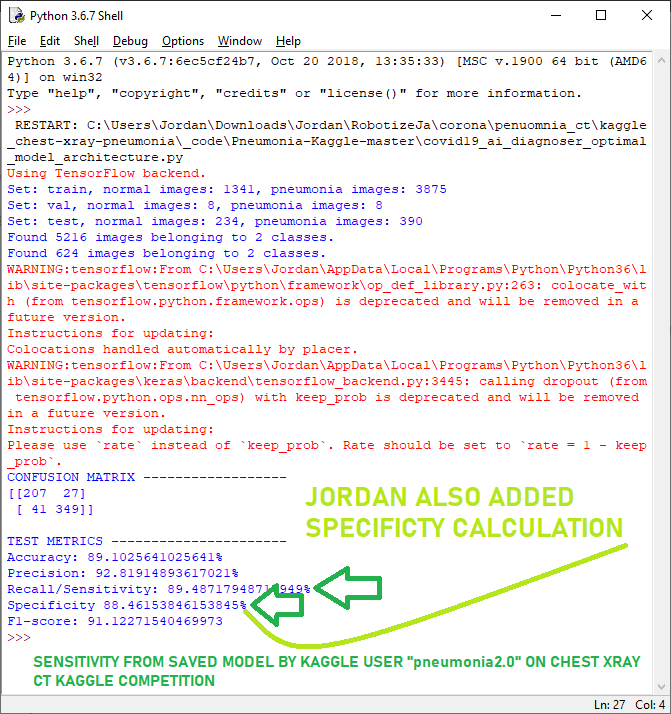 Python 3.6.7 Shell
File Edit Shell Debug Options Window Help
Python 3.6.7 (v3.6.7:6ec5cf24b7, Oct 20 2018, 13:35:33) [MSC v.1900 64 bit (AMD6
4)] on win32
Type "help", "copyright", "credits" or "license()" for more information.
>>>
 RESTART: C:\Users\Jordan\Downloads\Jordan\RobotizeJa\corona\penuomnia_ct\kaggle
_chest-xray-pneumonia\_code\Pneumonia-Kaggle-master\covid19_ai_diagnoser_optimal
_model_architecture.py
Using TensorFlow backend.
Set: train, normal images: 1341, pneumonia images: 3875
Set: val, normal images: 8, pneumonia images: 8
Set: test, normal images: 234, pneumonia images: 390
Found 5216 images belonging to 2 classes.
Found 624 images belonging to 2 classes.
WARNING:tensorflow:From C:\Users\Jordan\AppData\Local\Programs\Python\Python36\l
ib\site-packages\tensorflow\python\framework\op_def_library.py:263: colocate_wit
h (from tensorflow.python.framework.ops) is deprecated and will be removed in a
future version.
Instructions for updating:
Colocations handled automatically by placer.
WARNING:tensorflow:From C:\Users\Jordan\AppData\Local\Programs\Python\Python36\l
ib\site-packages\keras\backend\tensorflow_backend.py:3445: calling dropout (from
 tensorflow.python.ops.nn_ops) with keep_prob is deprecated and will be removed
in a future version.
Instructions for updating:
Please use `rate` instead of `keep_prob`. Rate should be set to `rate = 1 - keep
_prob`.
CONFUSION MATRIX ------------------
[[207  27]
 [ 41 349]]
JORDAN ALSO ADDED
SPECIFICTY CALCULATION
TEST METRICS ----------------------
Accuracy: 89.1025641025641%
Precision: 92.81914893617021%
Recall/Sensitivity: 89.48717948717949%
Specificity 88.46153846153845%
F1-score: 91.12271540469973
>>>
SENSITIVITY FROM SAVED MODEL BY KAGGLE USER "pneumonia2.0" ON CHEST XRAY
CT KAGGLE COMPETITION
Ln: 27 Col: 4